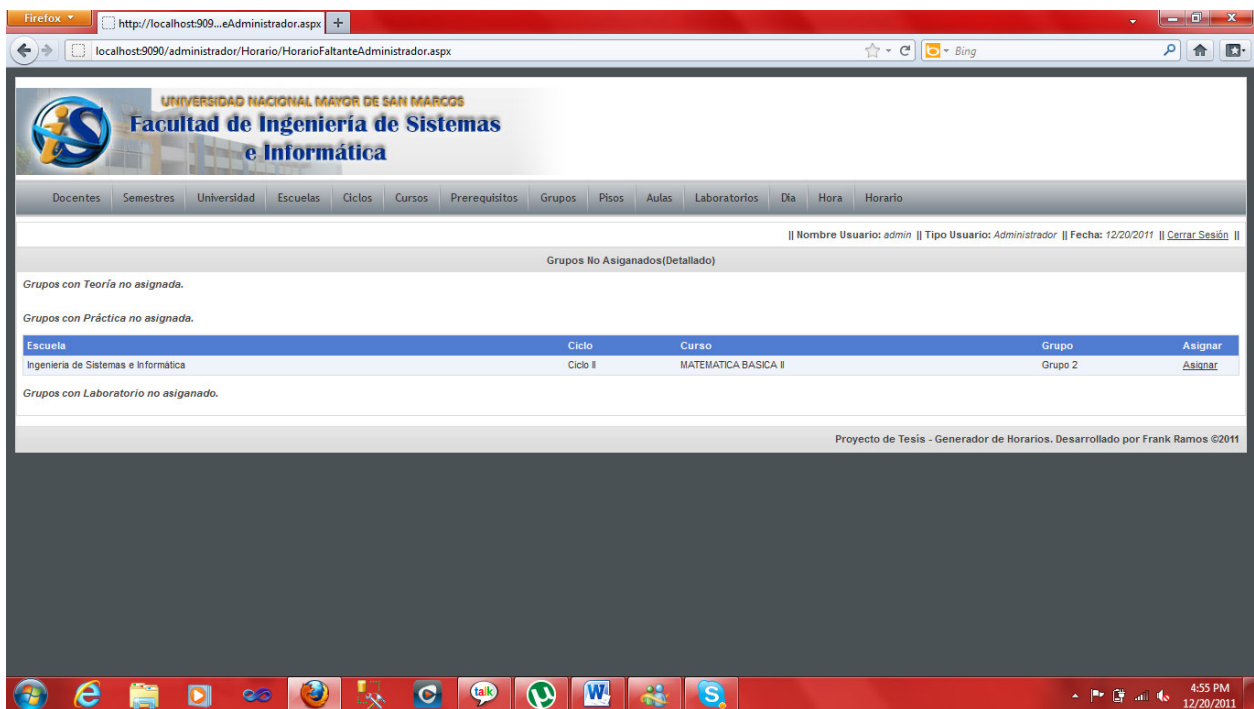 Firefox
http://localhost:909...eAdministrador.aspx
localhost:9090/administrador/Horario/HorarioFaltanteAdministrador.aspx
Bing
UNIVERSIDAD NACIONAL MAYOR DE SAN MARCOS
Facultad de Ingeniería de Sistemas
e Informática
Docentes Semestres Universidad Escuelas Ciclos Cursos Prerequisitos Grupos Pisos Aulas Laboratorios Dia Hora Horario
|| Nombre Usuario: admin || Tipo Usuario: Administrador || Fecha: 12/20/2011 || Cerrar Sesión ||
Grupos No Asiganados(Detallado)
Grupos con Teoría no asignada.
Grupos con Práctica no asignada.
Escuela Ciclo Curso Grupo Asignar
Ingenieria de Sistemas e Informática Ciclo II MATEMATICA BASICA II Grupo 2 Asignar
Grupos con Laboratorio no asiganado.
Proyecto de Tesis - Generador de Horarios. Desarrollado por Frank Ramos ©2011
talk
4:55 PM
12/20/2011